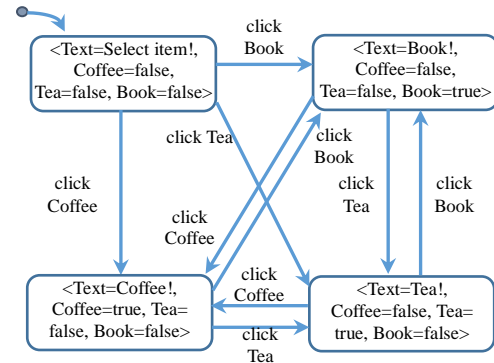 <Text=Select item!,
Coffee=false,
Tea=false, Book=false>
click
Book
<Text=Book!,
Coffee=false,
Tea=false, Book=true>
click Tea
click
Book
click
Coffee
click
Coffee
click
Tea
click
Book
<Text=Coffee!,
Coffee=true, Tea=
false, Book=false>
click
Coffee
click
Tea
<Text=Tea!,
Coffee=false, Tea=
true, Book=false>